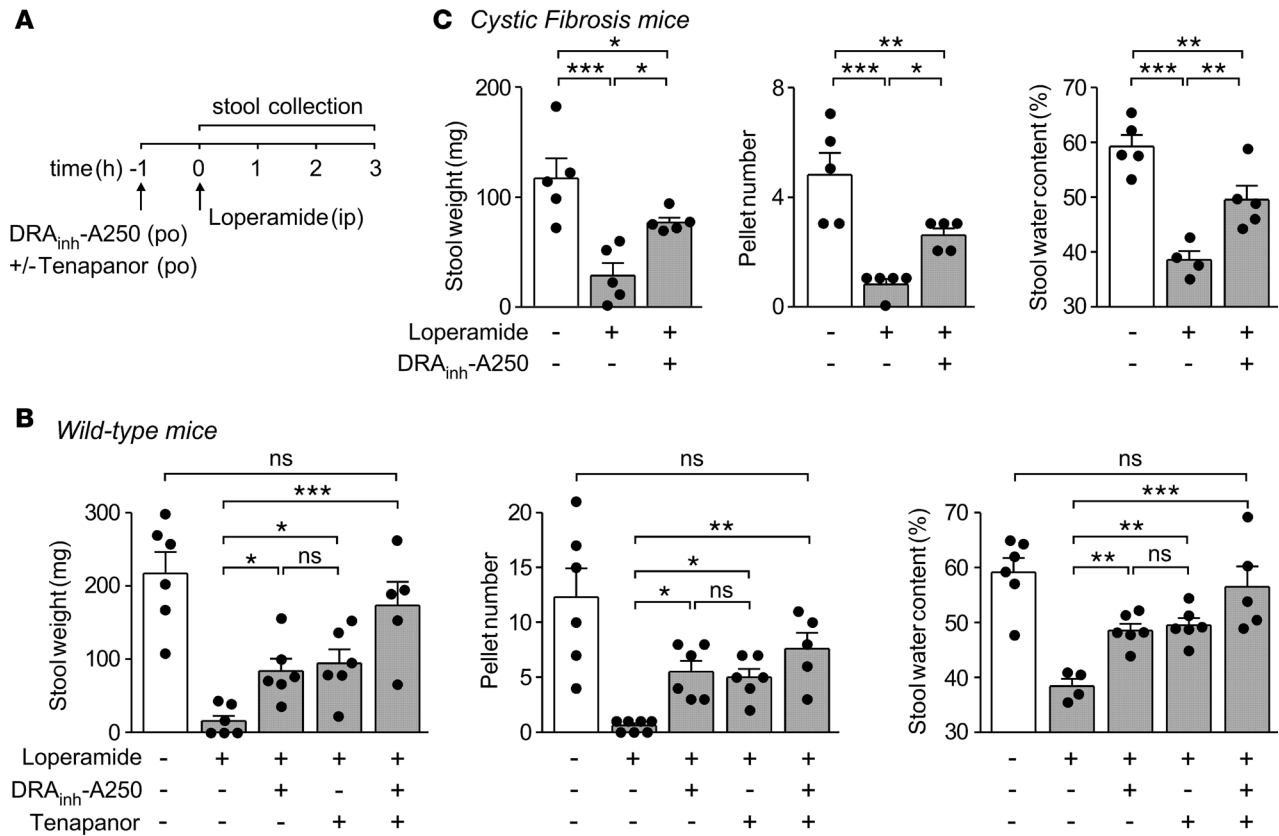 A
stool collection
time (h) -1 0 1 2 3
Loperamide (ip)
DRAinh-A250 (po)
+/-Tenapanor (po)
C Cystic Fibrosis mice
*
*** *
Stool weight (mg)
200
100
0
**
*** *
Pellet number
8
4
0
**
*** **
Stool water content (%)
70
60
50
40
30
Loperamide - + + - + + - + +
DRAinh-A250 - - + - - + - - +
B Wild-type mice
ns
***
*
* ns
Stool weight (mg)
300
200
100
0
ns
**
*
* ns
Pellet number
20
15
10
5
0
ns
***
**
** ns
Stool water content (%)
70
60
50
40
30
Loperamide - + + + + - + + + + - + + + +
DRAinh-A250 - - + - + - - + - + - - + - +
Tenapanor - - - + + - - - + + - - - + +